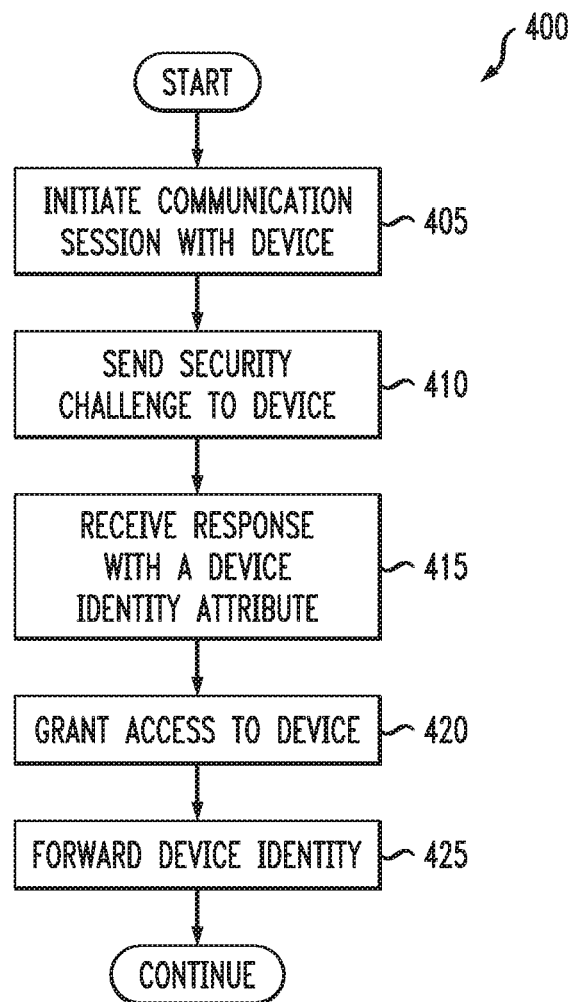 400
START
INITIATE COMMUNICATION
SESSION WITH DEVICE
405
SEND SECURITY
CHALLENGE TO DEVICE
410
RECEIVE RESPONSE
WITH A DEVICE
IDENTITY ATTRIBUTE
415
GRANT ACCESS TO DEVICE
420
FORWARD DEVICE IDENTITY
425
CONTINUE